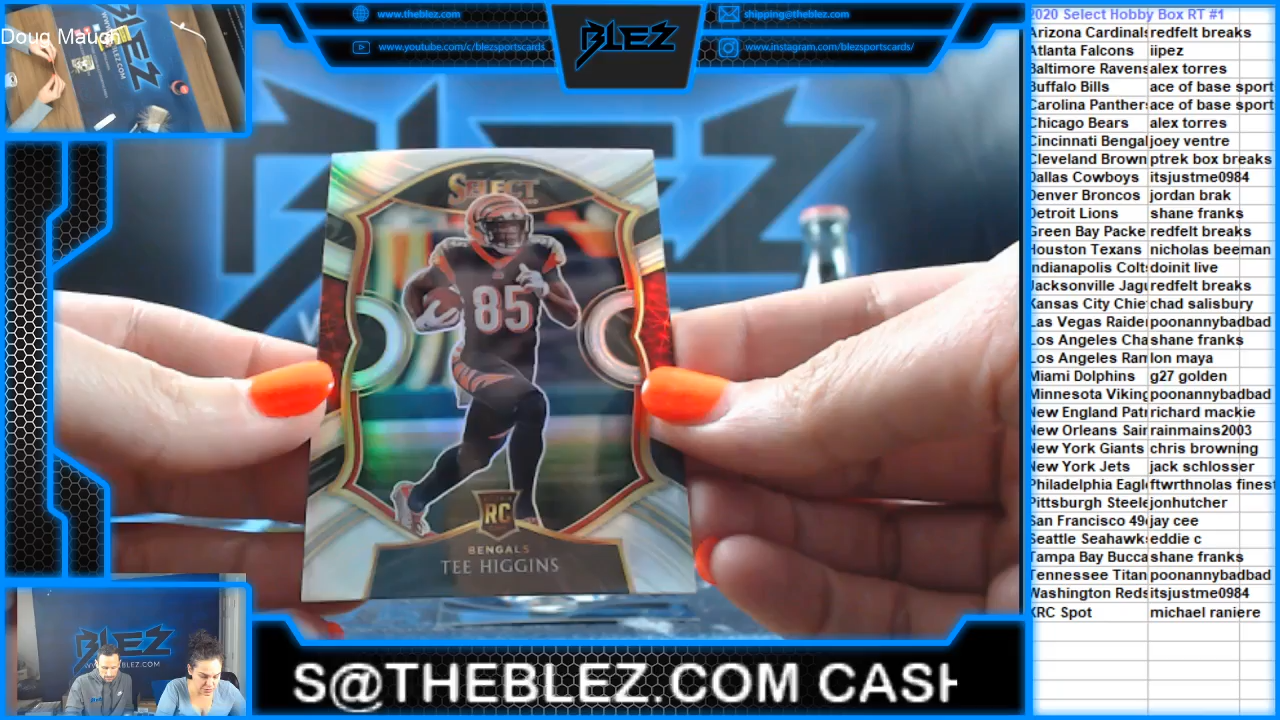 Doug Mauch
www.theblez.com
www.youtube.com/c/blezsportscards
BLEZ
shipping@theblez.com
www.instagram.com/blezsportscards/
BLEZ
SELECT
85
RC
BENGALS
TEE HIGGINS
BLEZ
S@THEBLEZ.COM CASH
2020 Select Hobby Box RT #1
Arizona Cardinals redfelt breaks
Atlanta Falcons iipez
Baltimore Ravens alex torres
Buffalo Bills ace of base sport
Carolina Panthers ace of base sport
Chicago Bears alex torres
Cincinnati Bengal joey ventre
Cleveland Brown ptrek box breaks
Dallas Cowboys itsjustme0984
Denver Broncos jordan brak
Detroit Lions shane franks
Green Bay Packe redfelt breaks
Houston Texans nicholas beeman
Indianapolis Colts doinit live
Jacksonville Jagu redfelt breaks
Kansas City Chie chad salisbury
Las Vegas Raide poonannybadbad
Los Angeles Cha shane franks
Los Angeles Ram lon maya
Miami Dolphins g27 golden
Minnesota Viking poonannybadbad
New England Patr richard mackie
New Orleans Sain rainmains2003
New York Giants chris browning
New York Jets jack schlosser
Philadelphia Eagl ftwrthnolas finest
Pittsburgh Steele jonhutcher
San Francisco 49 jay cee
Seattle Seahawks eddie c
Tampa Bay Bucca shane franks
Tennessee Titan poonannybadbad
Washington Reds itsjustme0984
XRC Spot michael raniere